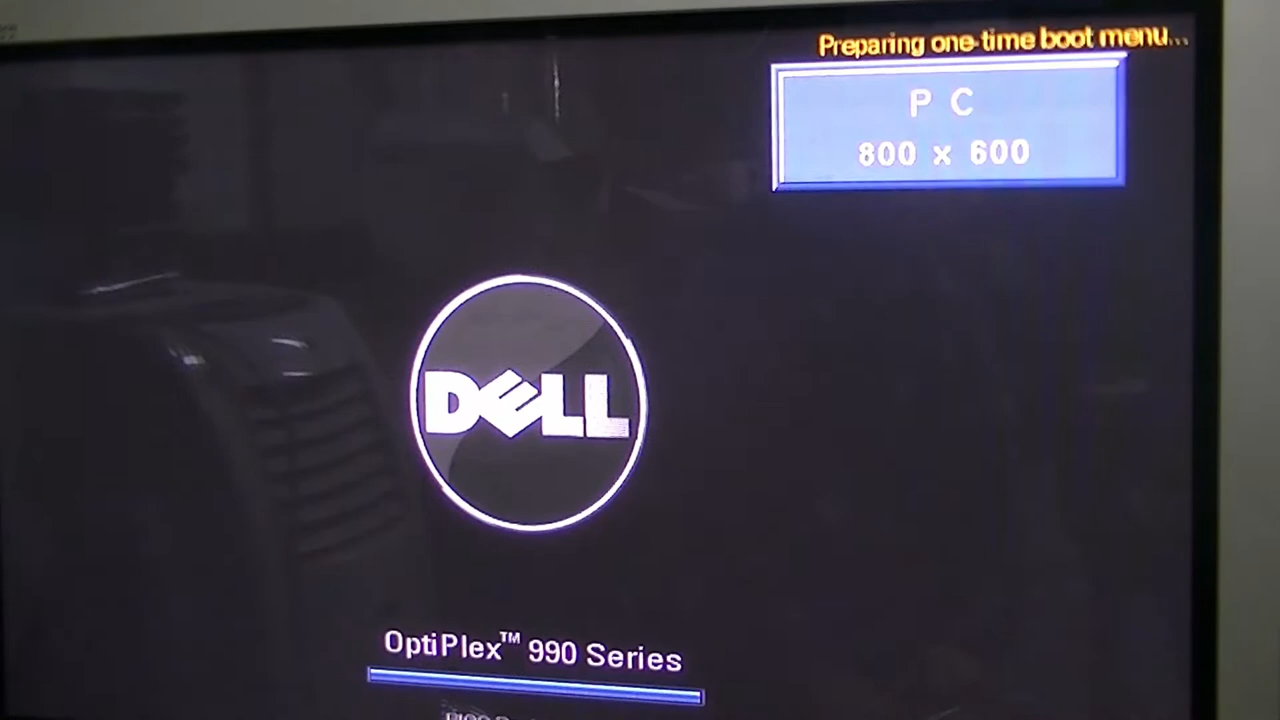 Preparing one-time boot menu...
P C
800 x 600
DELL
OptiPlex™ 990 Series